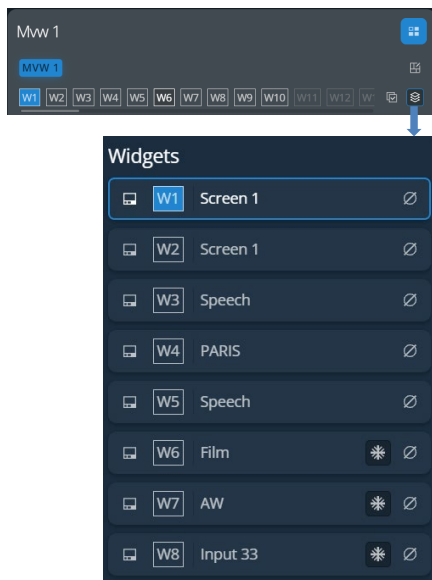 Mvw 1
MVW 1
W1 W2 W3 W4 W5 W6 W7 W8 W9 W10 W11 W12 W
Widgets
W1 Screen 1
W2 Screen 1
W3 Speech
W4 PARIS
W5 Speech
W6 Film
W7 AW
W8 Input 33